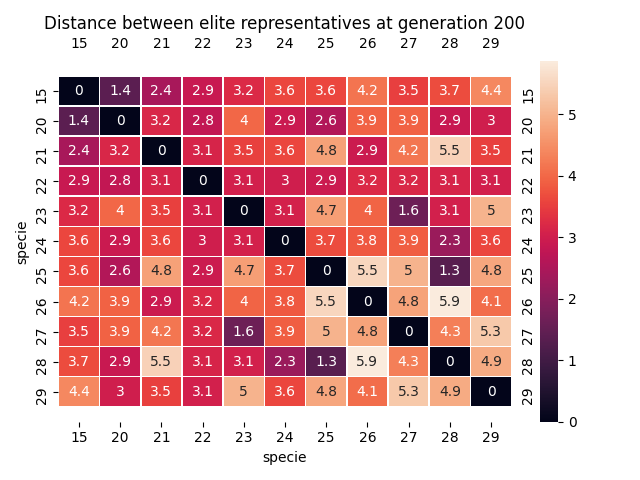 Distance between elite representatives at generation 200
15 20 21 22 23 24 25 26 27 28 29
15 0 1.4 2.4 2.9 3.2 3.6 3.6 4.2 3.5 3.7 4.4 15
20 1.4 0 3.2 2.8 4 2.9 2.6 3.9 3.9 2.9 3 20
21 2.4 3.2 0 3.1 3.5 3.6 4.8 2.9 4.2 5.5 3.5 21
22 2.9 2.8 3.1 0 3.1 3 2.9 3.2 3.2 3.1 3.1 22
23 3.2 4 3.5 3.1 0 3.1 4.7 4 1.6 3.1 5 23
24 3.6 2.9 3.6 3 3.1 0 3.7 3.8 3.9 2.3 3.6 24
25 3.6 2.6 4.8 2.9 4.7 3.7 0 5.5 5 1.3 4.8 25
26 4.2 3.9 2.9 3.2 4 3.8 5.5 0 4.8 5.9 4.1 26
27 3.5 3.9 4.2 3.2 1.6 3.9 5 4.8 0 4.3 5.3 27
28 3.7 2.9 5.5 3.1 3.1 2.3 1.3 5.9 4.3 0 4.9 28
29 4.4 3 3.5 3.1 5 3.6 4.8 4.1 5.3 4.9 0 29
15 20 21 22 23 24 25 26 27 28 29
specie
specie
5
4
3
2
1
0